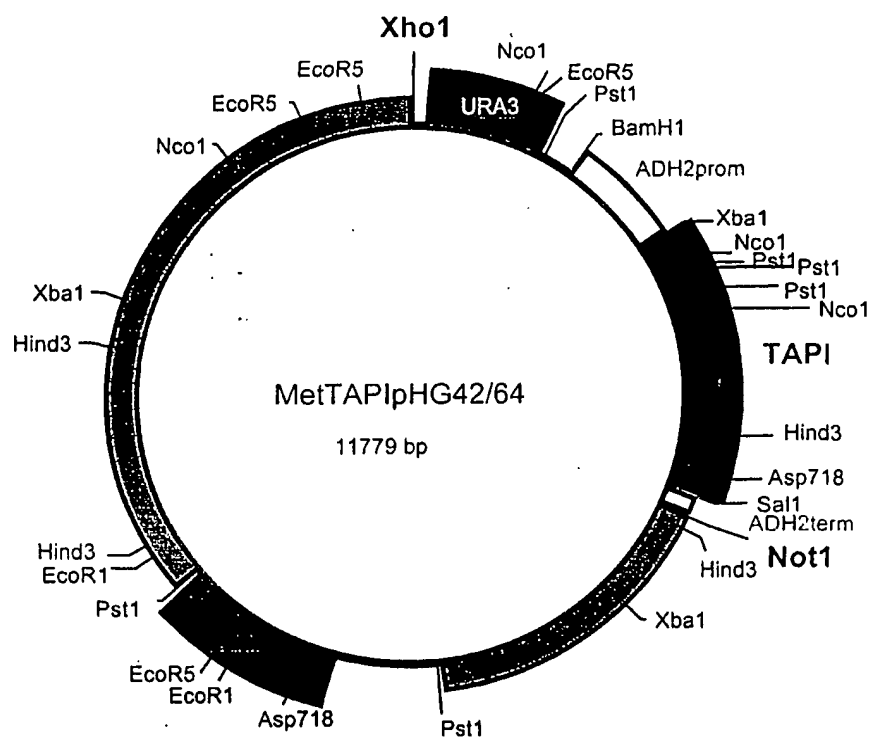 Xho1
Nco1
EcoR5
EcoR5
Pst1
URA3
EcoR5
BamH1
Nco1
ADH2prom
Xba1
Nco1
Pst1
Pst1
Pst1
Xba1
Nco1
Hind3
TAPI
MetTAPIpHG42/64
11779 bp
Hind3
Asp718
Sal1
ADH2term
Hind3
Not1
EcoR1
Hind3
Pst1
Xba1
EcoR5
EcoR1
Asp718
Pst1